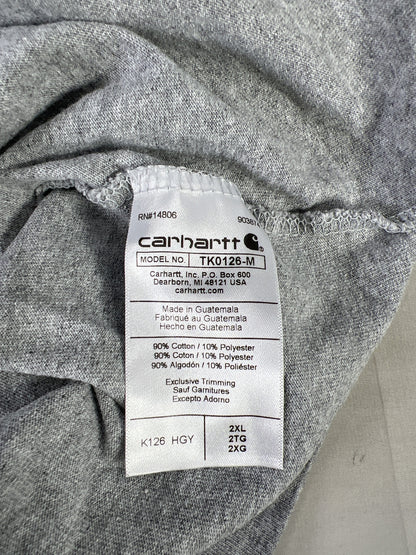 RN#14806
carhartt
MODEL NO. TK0126-M
Carhartt, Inc. P.O. Box 600
Dearborn, MI 48121 USA
carhartt.com
Made in Guatemala
Fabriqué au Guatemala
Hecho en Guatemala
90% Cotton / 10% Polyester
90% Coton / 10% Polyester
90% Algodón / 10% Poliéster
Exclusive Trimming
Sauf Garnitures
Excepto Adorno
K126 HGY
2XL
2TG
2XG